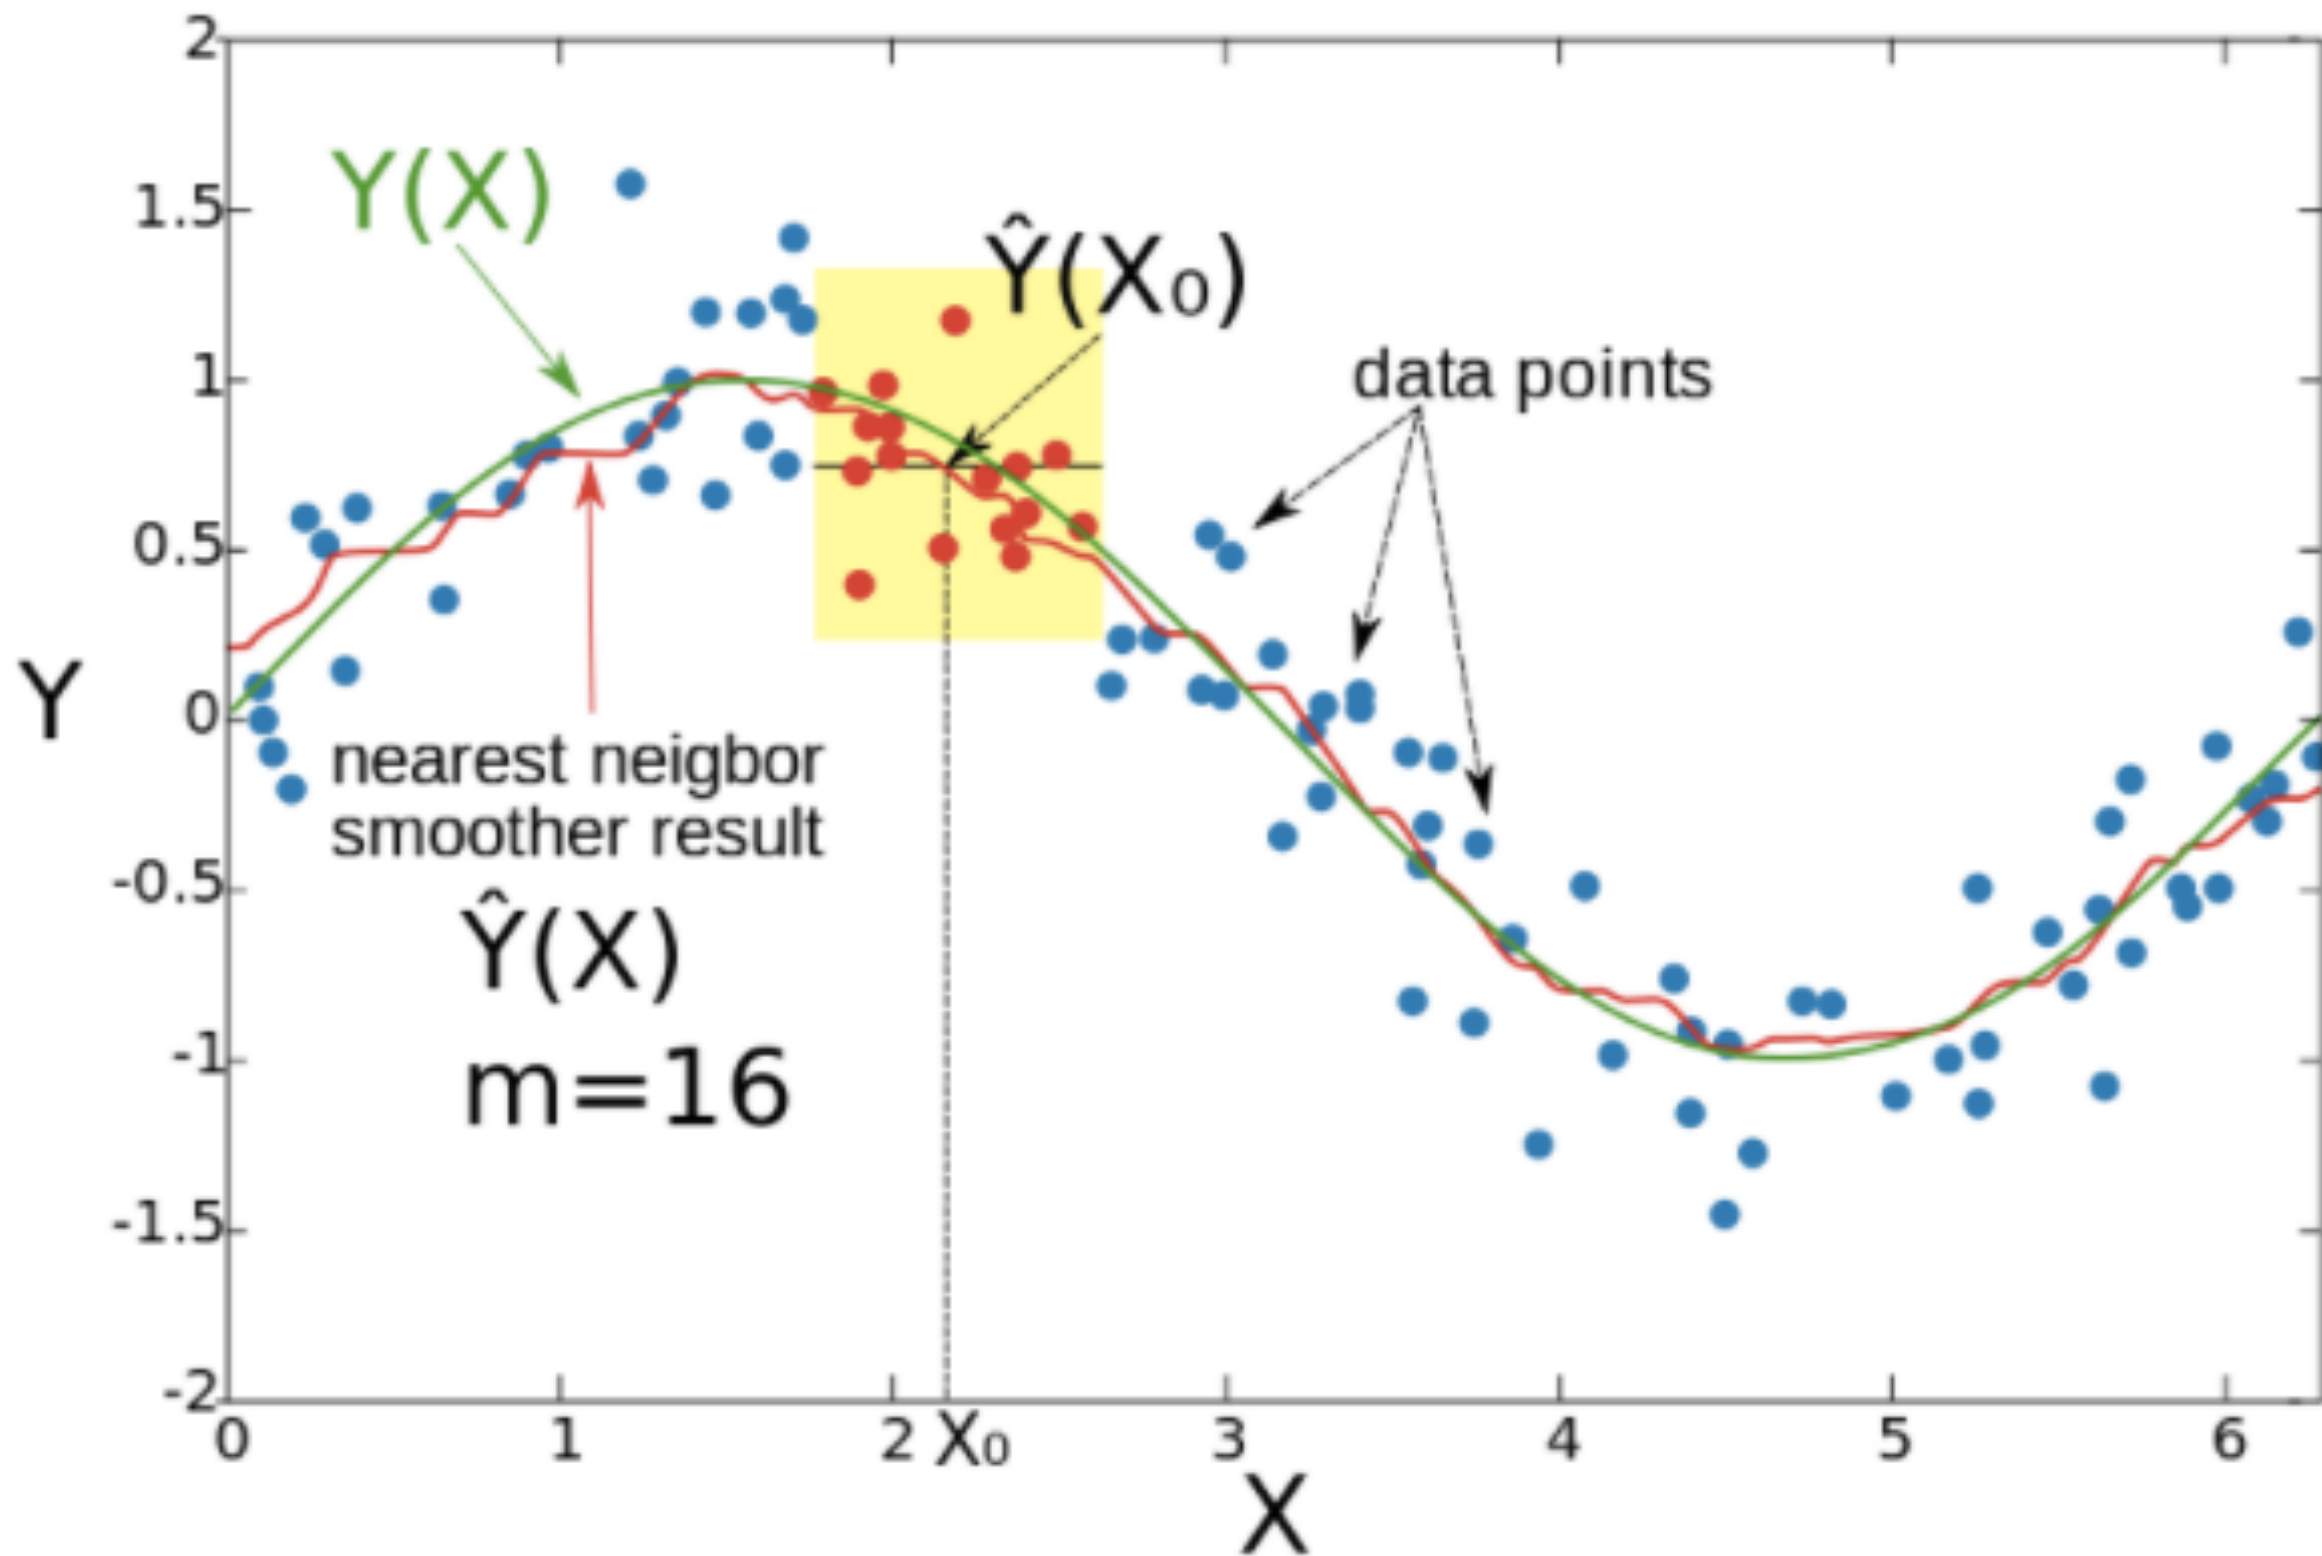 2
1.5
1
0.5
0
-0.5
-1
-1.5
-2
Y
Y(X)
Ŷ(X₀)
data points
nearest neigbor
smoother result
Ŷ(X)
m=16
0 1 2 X₀ 3 4 5 6
X